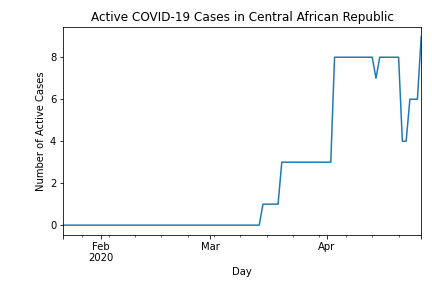 Active COVID-19 Cases in Central African Republic
Number of Active Cases
8
6
4
2
0
Feb
2020
Mar
Apr
Day